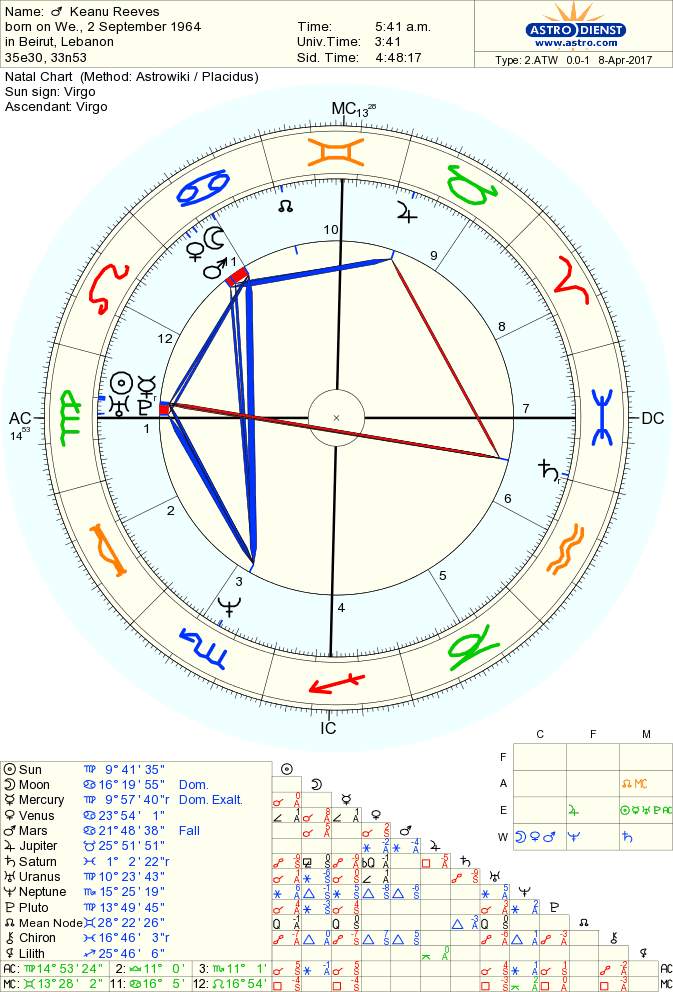 Name: ♂ Keanu Reeves
born on We., 2 September 1964
in Beirut, Lebanon
35e30, 33n53
Time: 5:41 a.m.
Univ.Time: 3:41
Sid. Time: 4:48:17
ASTRO DIENST
www.astro.com
Type: 2.ATW 0.0-1 8-Apr-2017
Natal Chart (Method: Astrowiki / Placidus)
Sun sign: Virgo
Ascendant: Virgo
MC 13 28
10
9
11
8
12
7
AC
14 53
DC
1
6
2
5
3
4
IC
C F M
F
A ☊ MC
E ♃ ☉ ☿ ♅ ♇ AC
W ☽ ♀ ♂ ♆ ♄
☉ Sun ♍ 9° 41' 35"
☽ Moon ♋ 16° 19' 55" Dom.
☿ Mercury ♍ 9° 57' 40" r Dom. Exalt.
♀ Venus ♋ 23° 54' 1"
♂ Mars ♋ 21° 48' 38" Fall
♃ Jupiter ♉ 25° 51' 51"
♄ Saturn ♓ 1° 2' 22" r
♅ Uranus ♍ 10° 23' 43"
♆ Neptune ♏ 15° 25' 19"
♇ Pluto ♍ 13° 49' 45"
☊ Mean Node ♊ 28° 22' 26"
⚷ Chiron ♓ 16° 46' 3" r
⚸ Lilith ♐ 25° 46' 6"
AC: ♍ 14° 53' 24" 2: ♎ 11° 0' 3: ♏ 11° 1'
MC: ♊ 13° 28' 2" 11: ♋ 16° 5' 12: ♌ 16° 54'
AC
MC